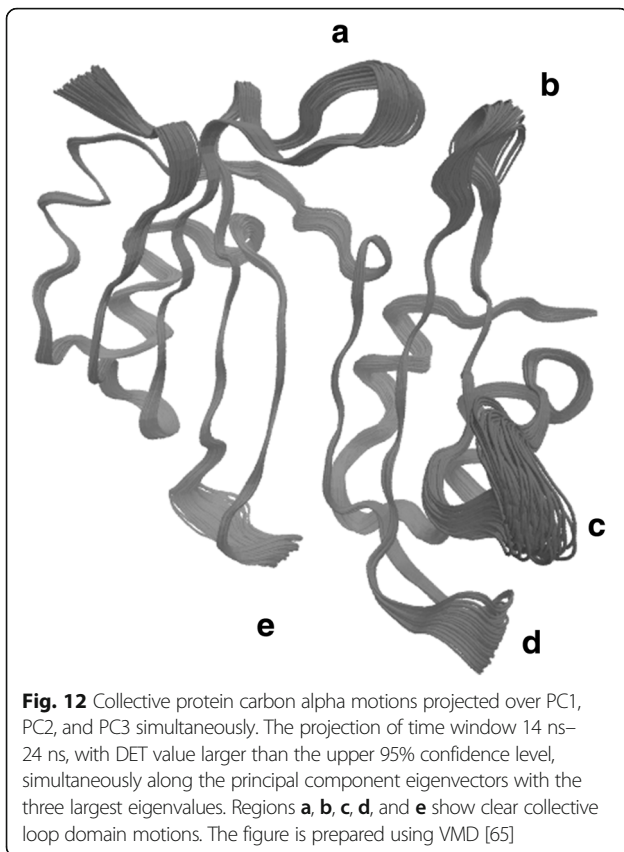 a
b
c
d
e
Fig. 12 Collective protein carbon alpha motions projected over PC1,
PC2, and PC3 simultaneously. The projection of time window 14 ns–
24 ns, with DET value larger than the upper 95% confidence level,
simultaneously along the principal component eigenvectors with the
three largest eigenvalues. Regions a, b, c, d, and e show clear collective
loop domain motions. The figure is prepared using VMD [65]